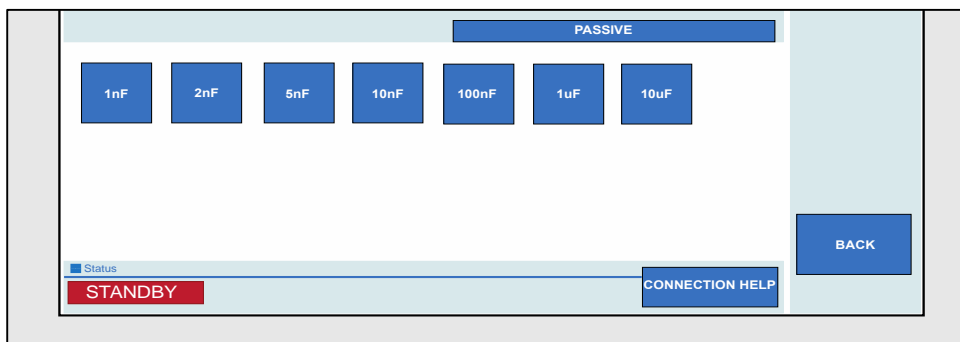 PASSIVE
1nF 2nF 5nF 10nF 100nF 1uF 10uF
BACK
Status
STANDBY
CONNECTION HELP